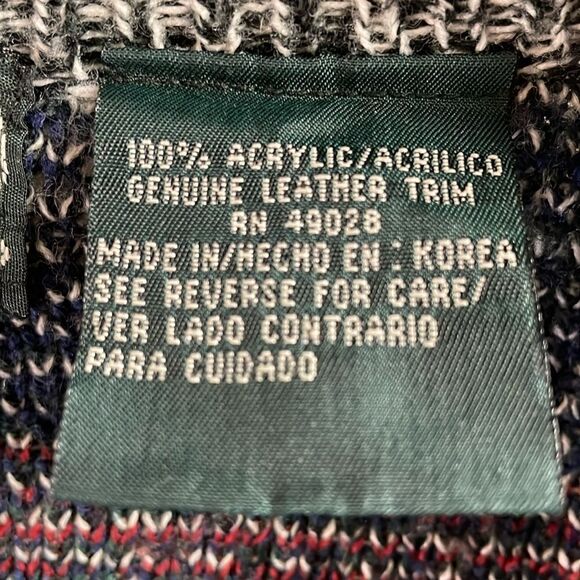 100% ACRYLIC/ACRILICO
GENUINE LEATHER TRIM
RN 49028
MADE IN/HECHO EN : KOREA
SEE REVERSE FOR CARE/
VER LADO CONTRARIO
PARA CUIDADO